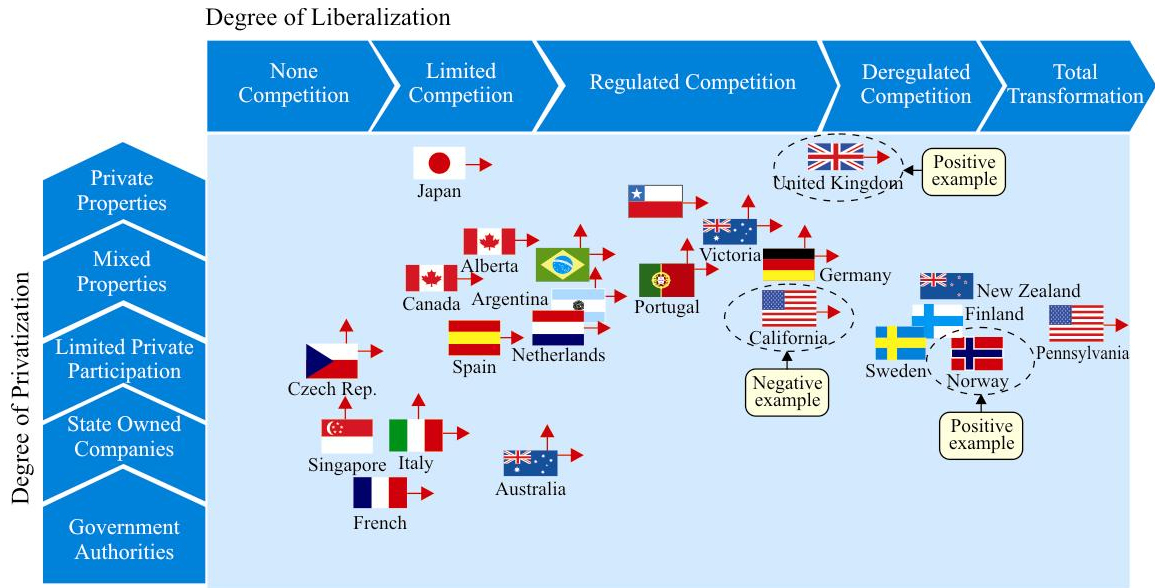 Degree of Liberalization
None
Competition
Limited
Competiion
Regulated Competition
Deregulated
Competition
Total
Transformation
Degree of Privatization
Private
Properties
Mixed
Properties
Limited Private
Participation
State Owned
Companies
Government
Authorities
Japan
United Kingdom
Positive
example
Alberta
Victoria
Germany
Canada
Argentina
Portugal
New Zealand
Finland
California
Spain
Netherlands
Sweden
Norway
Pennsylvania
Czech Rep.
Negative
example
Positive
example
Singapore
Italy
Australia
French